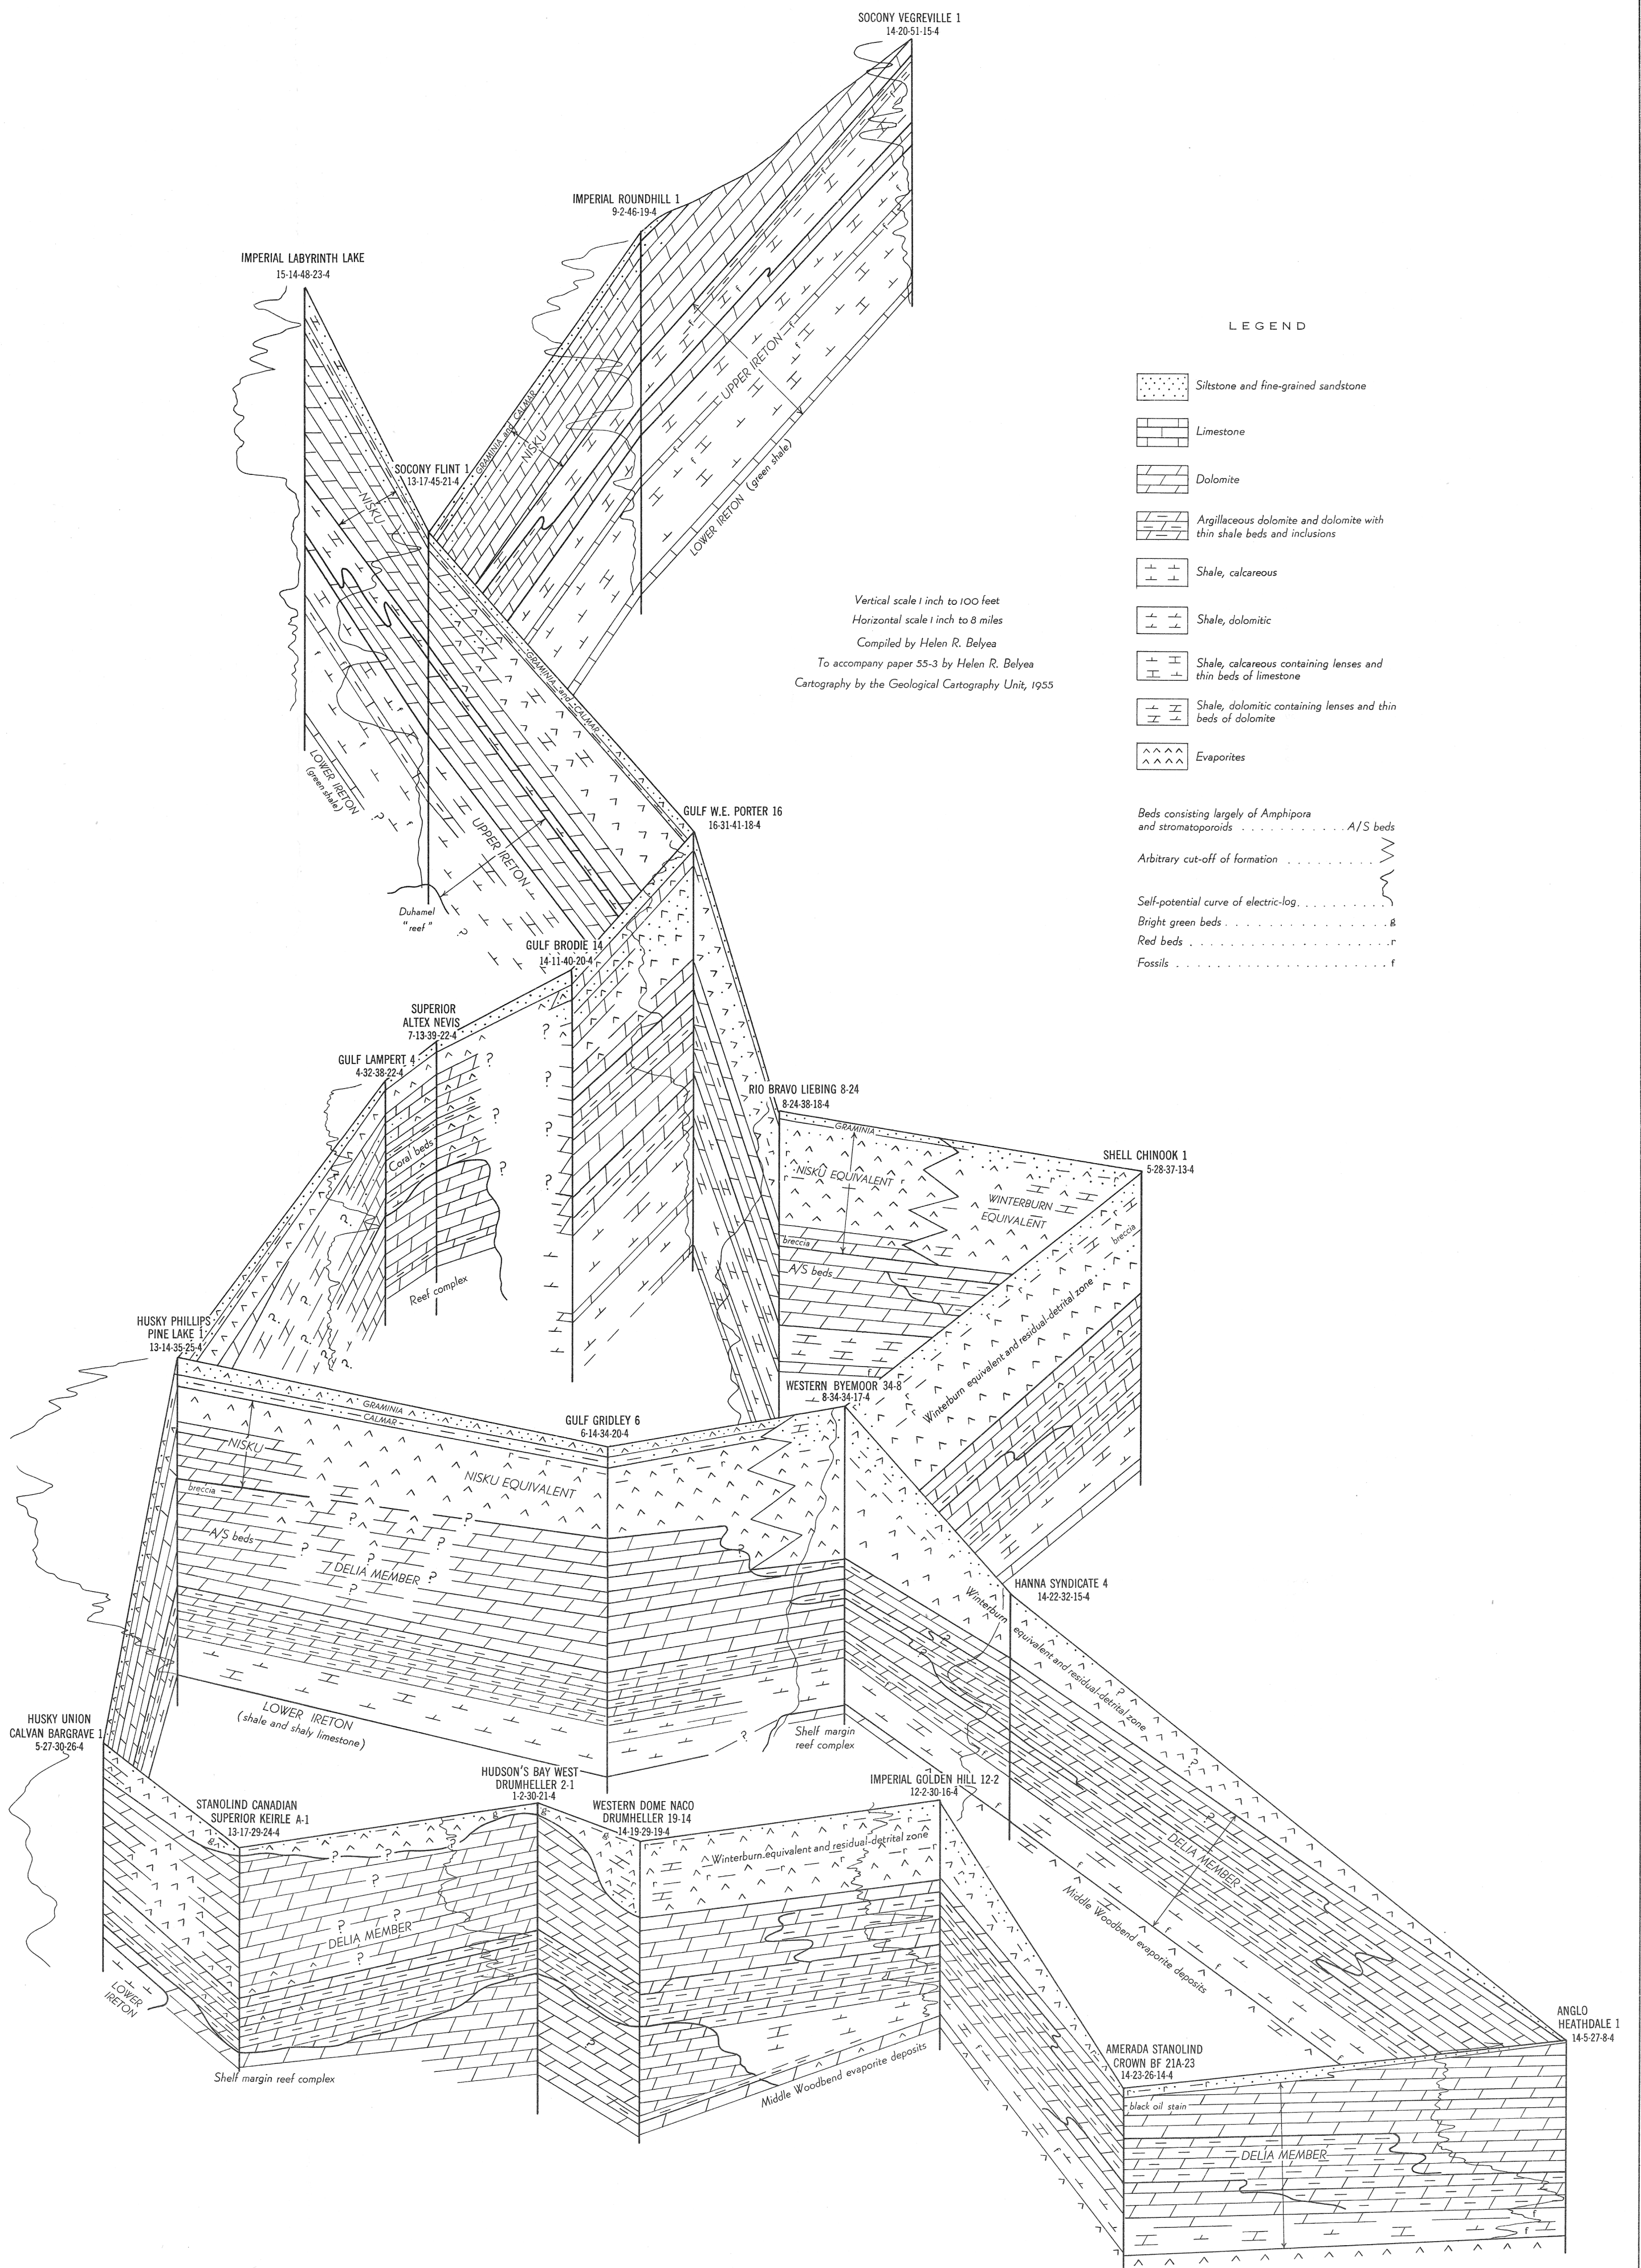 SOCONY VEGREVILLE 1
14-20-51-15-4
IMPERIAL ROUNDHILL 1
9-2-46-19-4
IMPERIAL LABYRINTH LAKE
15-14-48-23-4
SOCONY FLINT 1
13-17-45-21-4
GRAMINIA and CALMAR
NISKU
NISKU
UPPER IRETON
f
LOWER IRETON (green shale)
LEGEND
Siltstone and fine-grained sandstone
Limestone
Dolomite
Argillaceous dolomite and dolomite with
thin shale beds and inclusions
Shale, calcareous
Shale, dolomitic
Shale, calcareous containing lenses and
thin beds of limestone
Shale, dolomitic containing lenses and thin
beds of dolomite
Evaporites
Beds consisting largely of Amphipora
and stromatoporoids . . . . . . . . . . . A/S beds
Arbitrary cut-off of formation . . . . . . . . .
Self-potential curve of electric-log. . . . . . . . . .
Bright green beds . . . . . . . . . . . . . . . . . g
Red beds . . . . . . . . . . . . . . . . . . . . r
Fossils . . . . . . . . . . . . . . . . . . . . . . f
Vertical scale 1 inch to 100 feet
Horizontal scale 1 inch to 8 miles
Compiled by Helen R. Belyea
To accompany paper 55-3 by Helen R. Belyea
Cartography by the Geological Cartography Unit, 1955
GRAMINIA and CALMAR
LOWER IRETON
(green shale)
?
UPPER IRETON
Duhamel
"reef"
?
GULF W.E. PORTER 16
16-31-41-18-4
GULF BRODIE 14
14-11-40-20-4
SUPERIOR
ALTEX NEVIS
7-13-39-22-4
GULF LAMPERT 4
4-32-38-22-4
Coral beds
Reef complex
RIO BRAVO LIEBING 8-24
8-24-38-18-4
GRAMINIA
NISKU EQUIVALENT
WINTERBURN
EQUIVALENT
breccia
A/S beds
SHELL CHINOOK 1
5-28-37-13-4
breccia
Winterburn equivalent and residual-detrital zone
HUSKY PHILLIPS
PINE LAKE 1
13-14-35-25-4
GRAMINIA
CALMAR
GULF GRIDLEY 6
6-14-34-20-4
WESTERN BYEMOOR 34-8
8-34-34-17-4
NISKU
NISKU EQUIVALENT
breccia
A/S beds
DELIA MEMBER
LOWER IRETON
(shale and shaly limestone)
Shelf margin
reef complex
HANNA SYNDICATE 4
14-22-32-15-4
Winterburn equivalent and residual-detrital zone
DELIA MEMBER
Middle Woodbend evaporite deposits
HUSKY UNION
CALVAN BARGRAVE 1
5-27-30-26-4
STANOLIND CANADIAN
SUPERIOR KEIRLE A-1
13-17-29-24-4
HUDSON'S BAY WEST
DRUMHELLER 2-1
1-2-30-21-4
WESTERN DOME NACO
DRUMHELLER 19-14
14-19-29-19-4
IMPERIAL GOLDEN HILL 12-2
12-2-30-16-4
Winterburn equivalent and residual-detrital zone
DELIA MEMBER
LOWER
IRETON
Shelf margin reef complex
Middle Woodbend evaporite deposits
AMERADA STANOLIND
CROWN BF 21A-23
14-23-26-14-4
black oil stain
DELIA MEMBER
ANGLO
HEATHDALE 1
14-5-27-8-4